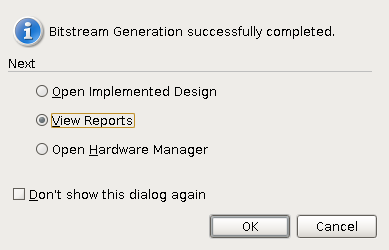 Bitstream Generation successfully completed.
Next
Open Implemented Design
View Reports
Open Hardware Manager
Don't show this dialog again
OK
Cancel